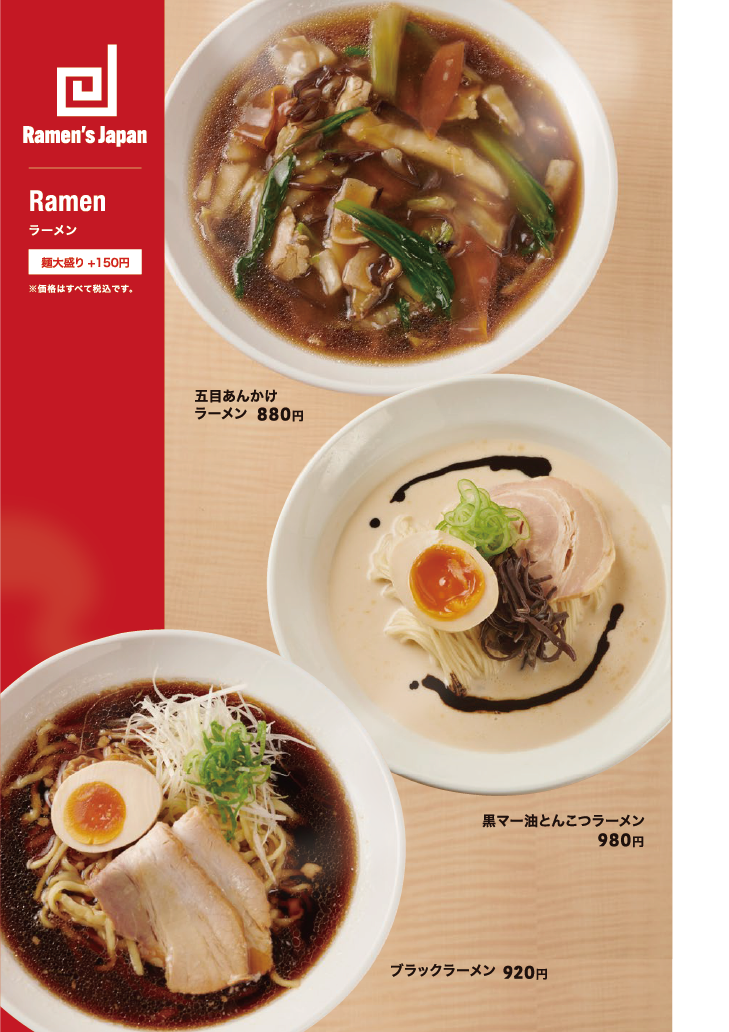 Ramen's Japan
Ramen
ラーメン
麺大盛り +150円
※価格はすべて税込です。
五目あんかけ
ラーメン 880円
黒マー油とんこつラーメン
980円
ブラックラーメン 920円